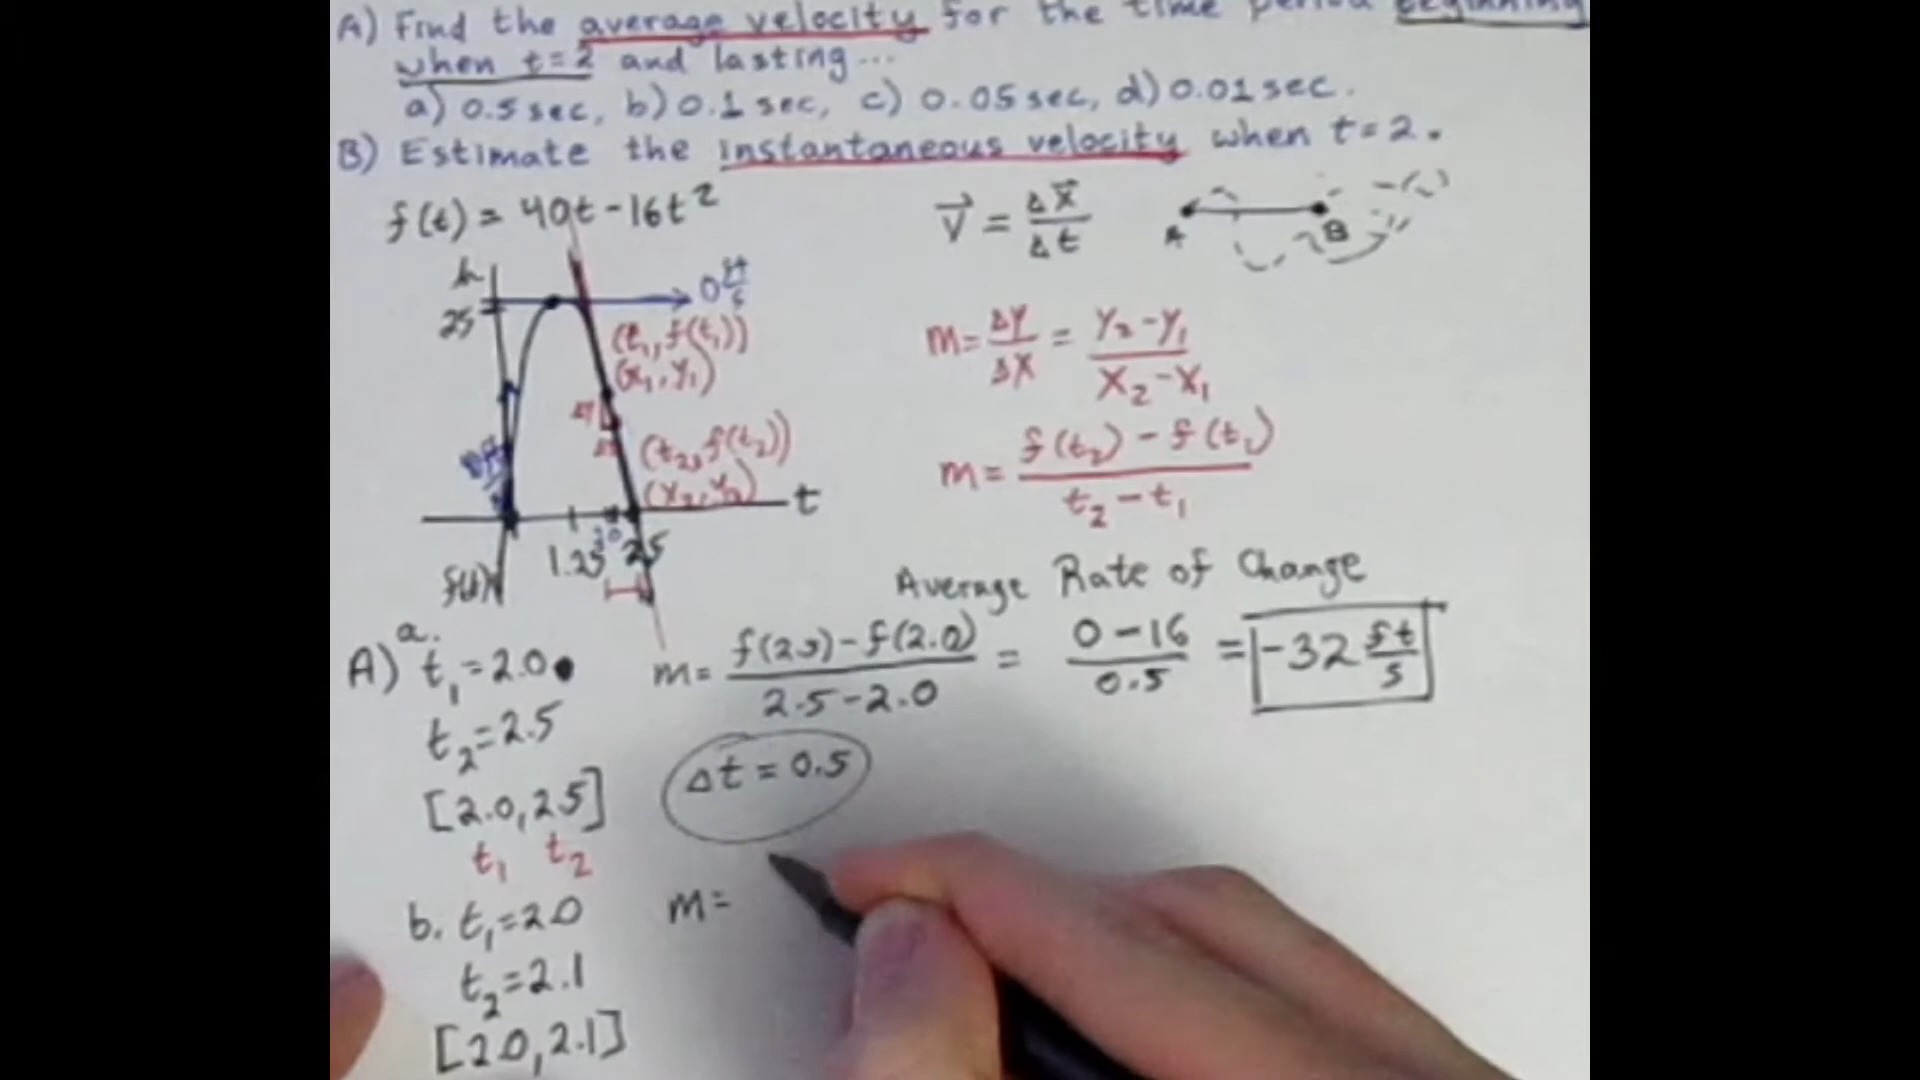 A) Find the average velocity for the time period beginning
when t=2 and lasting...
a) 0.5 sec, b) 0.1 sec, c) 0.05 sec, d) 0.01 sec.
B) Estimate the instantaneous velocity when t=2.
f(t) = 40t - 16t²
V⃗ = Δx⃗ / Δt
A B
h
25
0 ft/s
(t₁, f(t₁))
(x₁, y₁)
(t₂, f(t₂))
(x₂, y₂)
t
1.25 2.0 2.5
f(t)
m = Δy/Δx = (y₂ - y₁)/(x₂ - x₁)
m = (f(t₂) - f(t₁))/(t₂ - t₁)
Average Rate of Change
A) a. t₁ = 2.0
t₂ = 2.5
[2.0, 2.5]
t₁ t₂
m = (f(2.5) - f(2.0))/(2.5 - 2.0) = (0 - 16)/0.5 = -32 ft/s
Δt = 0.5
b. t₁ = 2.0
t₂ = 2.1
[2.0, 2.1]
m =